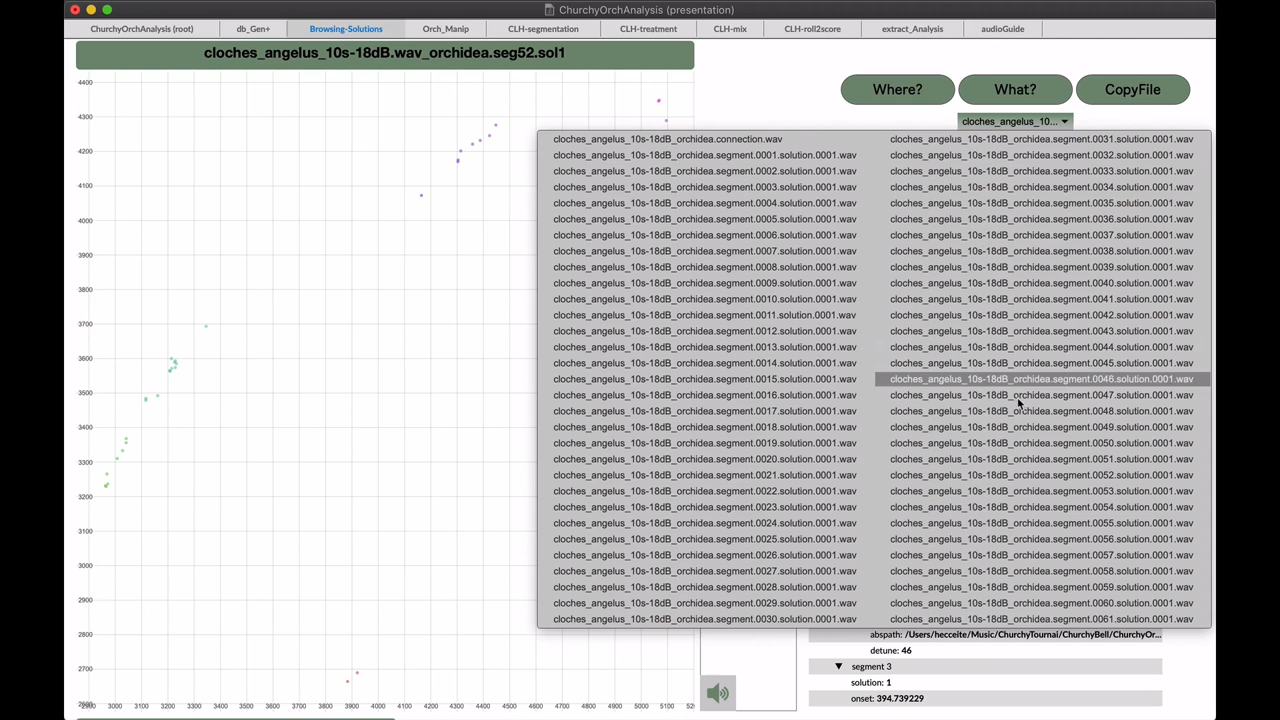 ChurchyOrchAnalysis (presentation)
ChurchyOrchAnalysis (root) db_Gen+ Browsing-Solutions Orch_Manip CLH-segmentation CLH-treatment CLH-mix CLH-roll2score extract_Analysis audioGuide
cloches_angelus_10s-18dB.wav_orchidea.seg52.sol1
Where? What? CopyFile
cloches_angelus_10...
cloches_angelus_10s-18dB_orchidea.connection.wav
cloches_angelus_10s-18dB_orchidea.segment.0001.solution.0001.wav
cloches_angelus_10s-18dB_orchidea.segment.0002.solution.0001.wav
cloches_angelus_10s-18dB_orchidea.segment.0003.solution.0001.wav
cloches_angelus_10s-18dB_orchidea.segment.0004.solution.0001.wav
cloches_angelus_10s-18dB_orchidea.segment.0005.solution.0001.wav
cloches_angelus_10s-18dB_orchidea.segment.0006.solution.0001.wav
cloches_angelus_10s-18dB_orchidea.segment.0007.solution.0001.wav
cloches_angelus_10s-18dB_orchidea.segment.0008.solution.0001.wav
cloches_angelus_10s-18dB_orchidea.segment.0009.solution.0001.wav
cloches_angelus_10s-18dB_orchidea.segment.0010.solution.0001.wav
cloches_angelus_10s-18dB_orchidea.segment.0011.solution.0001.wav
cloches_angelus_10s-18dB_orchidea.segment.0012.solution.0001.wav
cloches_angelus_10s-18dB_orchidea.segment.0013.solution.0001.wav
cloches_angelus_10s-18dB_orchidea.segment.0014.solution.0001.wav
cloches_angelus_10s-18dB_orchidea.segment.0015.solution.0001.wav
cloches_angelus_10s-18dB_orchidea.segment.0016.solution.0001.wav
cloches_angelus_10s-18dB_orchidea.segment.0017.solution.0001.wav
cloches_angelus_10s-18dB_orchidea.segment.0018.solution.0001.wav
cloches_angelus_10s-18dB_orchidea.segment.0019.solution.0001.wav
cloches_angelus_10s-18dB_orchidea.segment.0020.solution.0001.wav
cloches_angelus_10s-18dB_orchidea.segment.0021.solution.0001.wav
cloches_angelus_10s-18dB_orchidea.segment.0022.solution.0001.wav
cloches_angelus_10s-18dB_orchidea.segment.0023.solution.0001.wav
cloches_angelus_10s-18dB_orchidea.segment.0024.solution.0001.wav
cloches_angelus_10s-18dB_orchidea.segment.0025.solution.0001.wav
cloches_angelus_10s-18dB_orchidea.segment.0026.solution.0001.wav
cloches_angelus_10s-18dB_orchidea.segment.0027.solution.0001.wav
cloches_angelus_10s-18dB_orchidea.segment.0028.solution.0001.wav
cloches_angelus_10s-18dB_orchidea.segment.0029.solution.0001.wav
cloches_angelus_10s-18dB_orchidea.segment.0030.solution.0001.wav
cloches_angelus_10s-18dB_orchidea.segment.0031.solution.0001.wav
cloches_angelus_10s-18dB_orchidea.segment.0032.solution.0001.wav
cloches_angelus_10s-18dB_orchidea.segment.0033.solution.0001.wav
cloches_angelus_10s-18dB_orchidea.segment.0034.solution.0001.wav
cloches_angelus_10s-18dB_orchidea.segment.0035.solution.0001.wav
cloches_angelus_10s-18dB_orchidea.segment.0036.solution.0001.wav
cloches_angelus_10s-18dB_orchidea.segment.0037.solution.0001.wav
cloches_angelus_10s-18dB_orchidea.segment.0038.solution.0001.wav
cloches_angelus_10s-18dB_orchidea.segment.0039.solution.0001.wav
cloches_angelus_10s-18dB_orchidea.segment.0040.solution.0001.wav
cloches_angelus_10s-18dB_orchidea.segment.0041.solution.0001.wav
cloches_angelus_10s-18dB_orchidea.segment.0042.solution.0001.wav
cloches_angelus_10s-18dB_orchidea.segment.0043.solution.0001.wav
cloches_angelus_10s-18dB_orchidea.segment.0044.solution.0001.wav
cloches_angelus_10s-18dB_orchidea.segment.0045.solution.0001.wav
cloches_angelus_10s-18dB_orchidea.segment.0046.solution.0001.wav
cloches_angelus_10s-18dB_orchidea.segment.0047.solution.0001.wav
cloches_angelus_10s-18dB_orchidea.segment.0048.solution.0001.wav
cloches_angelus_10s-18dB_orchidea.segment.0049.solution.0001.wav
cloches_angelus_10s-18dB_orchidea.segment.0050.solution.0001.wav
cloches_angelus_10s-18dB_orchidea.segment.0051.solution.0001.wav
cloches_angelus_10s-18dB_orchidea.segment.0052.solution.0001.wav
cloches_angelus_10s-18dB_orchidea.segment.0053.solution.0001.wav
cloches_angelus_10s-18dB_orchidea.segment.0054.solution.0001.wav
cloches_angelus_10s-18dB_orchidea.segment.0055.solution.0001.wav
cloches_angelus_10s-18dB_orchidea.segment.0056.solution.0001.wav
cloches_angelus_10s-18dB_orchidea.segment.0057.solution.0001.wav
cloches_angelus_10s-18dB_orchidea.segment.0058.solution.0001.wav
cloches_angelus_10s-18dB_orchidea.segment.0059.solution.0001.wav
cloches_angelus_10s-18dB_orchidea.segment.0060.solution.0001.wav
cloches_angelus_10s-18dB_orchidea.segment.0061.solution.0001.wav
4400
4300
4200
4100
4000
3900
3800
3700
3600
3500
3400
3300
3200
3100
3000
2900
2800
2700
3000 3100 3200 3300 3400 3500 3600 3700 3800 3900 4000 4100 4200 4300 4400 4500 4600 4700 4800 4900 5000 5100
abspath: /Users/hecceite/Music/ChurchyTournai/ChurchyBell/ChurchyOr...
detune: 46
segment 3
solution: 1
onset: 394.739229